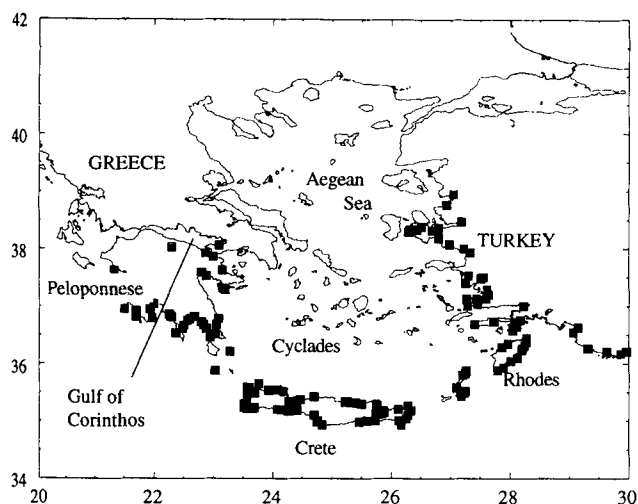 42
40
38
36
34
GREECE
Aegean
Sea
TURKEY
Peloponnese
Cyclades
Rhodes
Gulf of
Corinthos
Crete
20
22
24
26
28
30